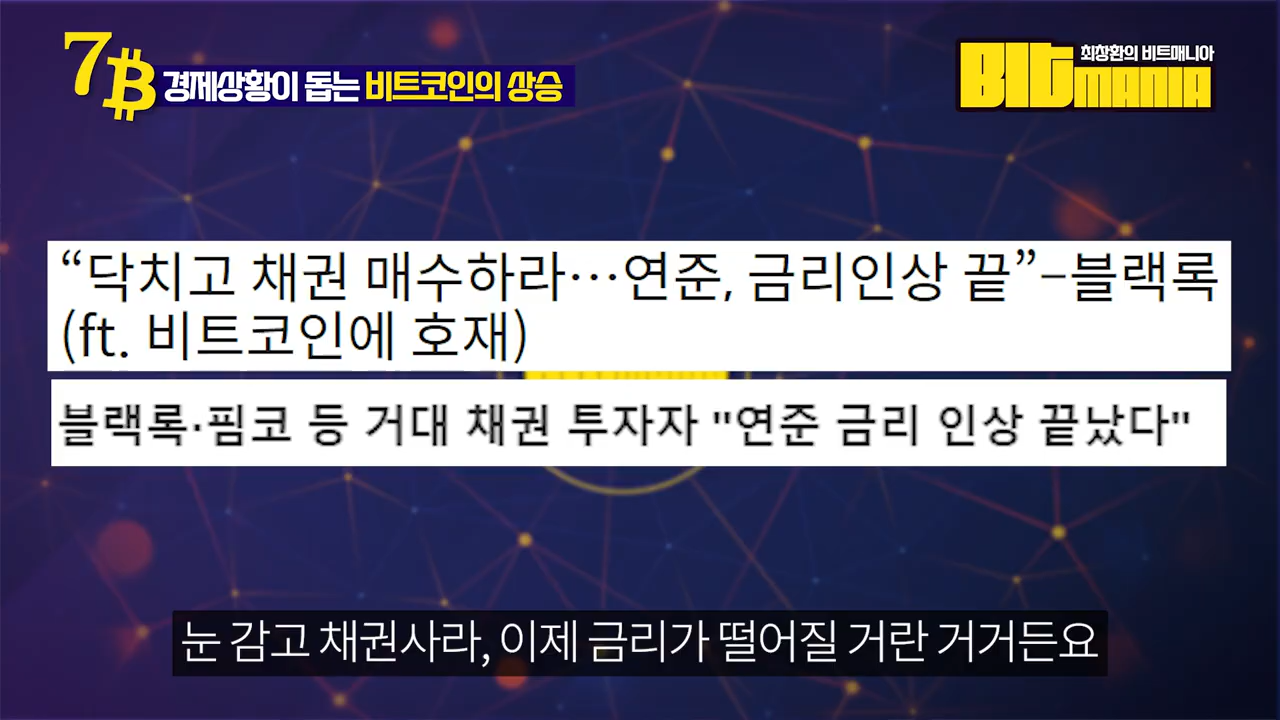 7₿ 경제상황이 돕는 비트코인의 상승
최창환의 비트매니아
BIT MANIA
“닥치고 채권 매수하라…연준, 금리인상 끝”–블랙록
(ft. 비트코인에 호재)
블랙록·핌코 등 거대 채권 투자자 "연준 금리 인상 끝났다"
눈 감고 채권사라, 이제 금리가 떨어질 거란 거거든요